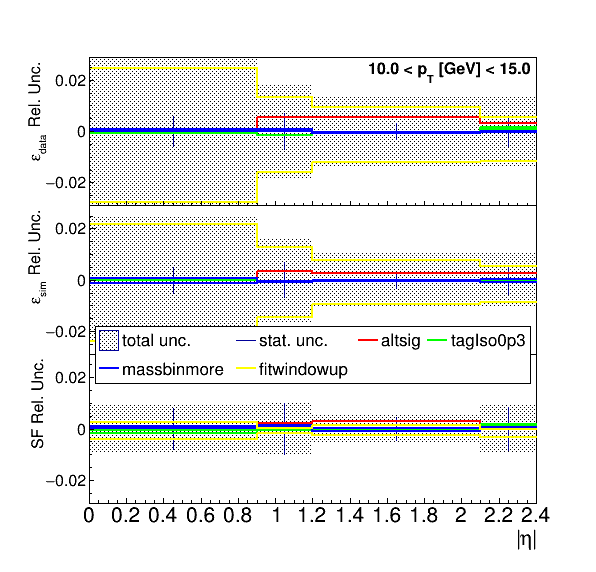 10.0 < p_T [GeV] < 15.0
ε_data Rel. Unc.
0.02
0
−0.02
ε_sim Rel. Unc.
0.02
0
−0.02
total unc. stat. unc. altsig tagIso0p3
massbinmore fitwindowup
SF Rel. Unc.
0.02
0
−0.02
0 0.2 0.4 0.6 0.8 1 1.2 1.4 1.6 1.8 2 2.2 2.4
|η|